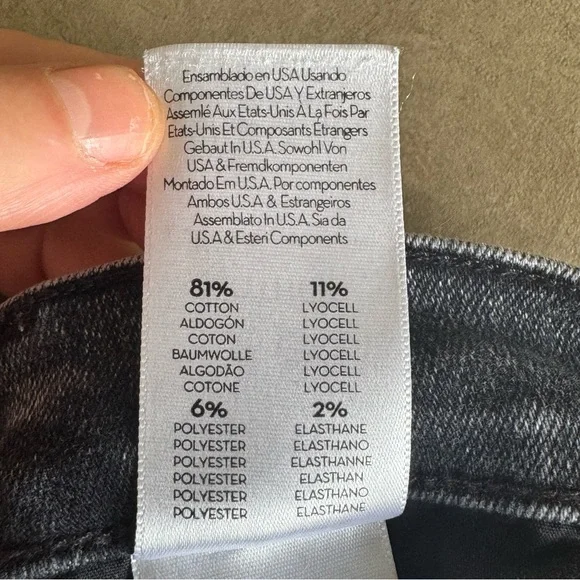 Ensamblado en USA Usando
Componentes De USA Y Extranjeros
Assemlé Aux Etats-Unis À La Fois Par
Etats-Unis Et Composants Etrangers
Gebaut In U.S.A. Sowohl Von
USA & Fremdkomponenten
Montado Em U.S.A. Por componentes
Ambos U.S.A & Estrangeiros
Assemblato In U.S.A. Sia da
U.S.A & Esteri Components
81% 11%
COTTON LYOCELL
ALDOGÓN LYOCELL
COTON LYOCELL
BAUMWOLLE LYOCELL
ALGODÃO LYOCELL
COTONE LYOCELL
6% 2%
POLYESTER ELASTHANE
POLYESTER ELASTHANO
POLYESTER ELASTHANNE
POLYESTER ELASTHAN
POLYESTER ELASTHANO
POLYESTER ELASTHANE